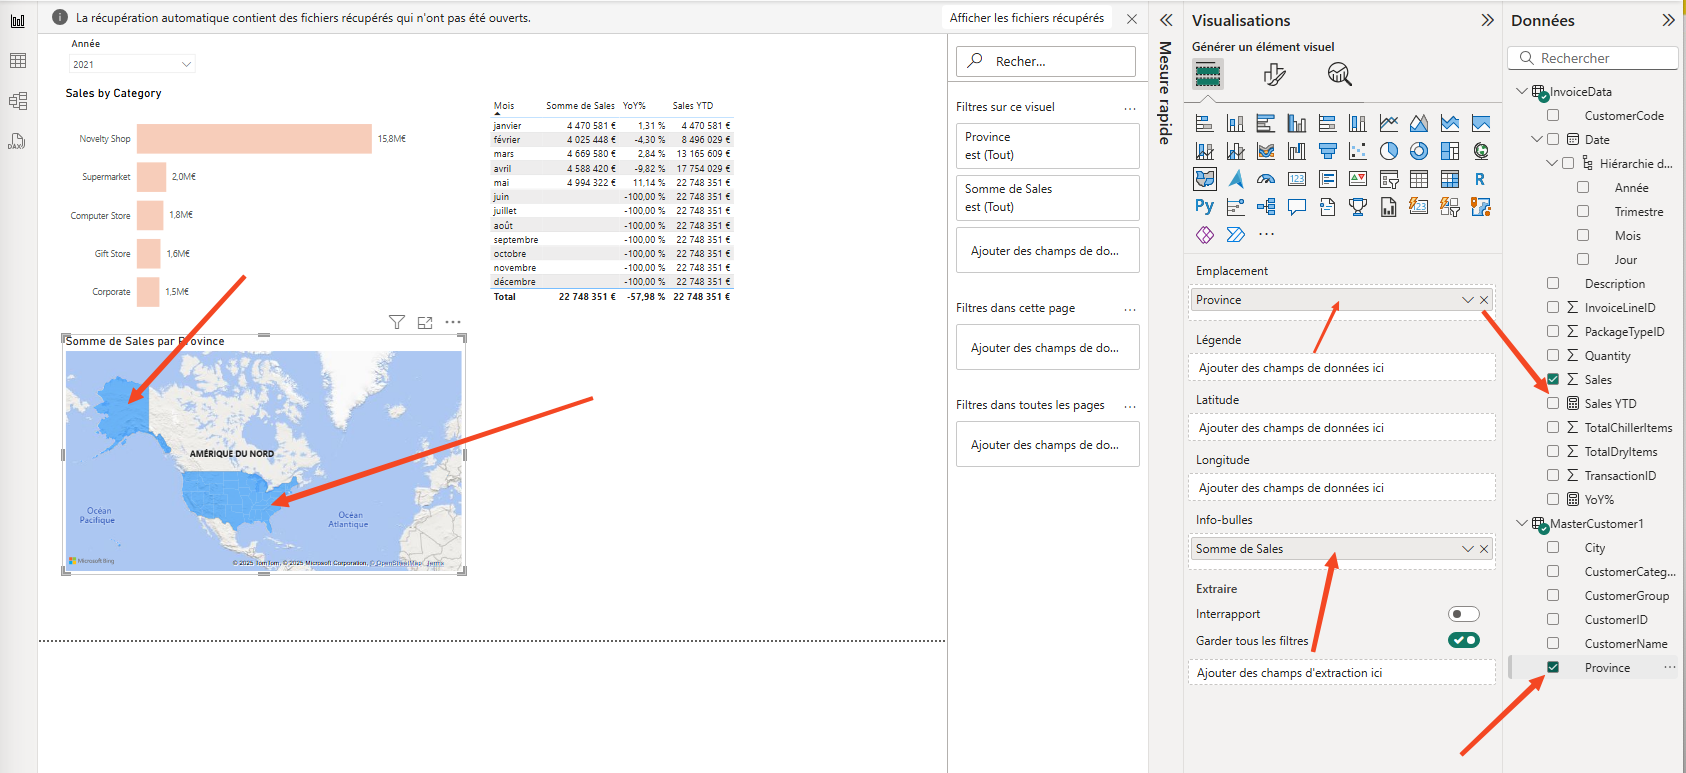 La récupération automatique contient des fichiers récupérés qui n'ont pas été ouverts.
Afficher les fichiers récupérés
Année
2021
Sales by Category
Novelty Shop 15,8M€
Supermarket 2,0M€
Computer Store 1,8M€
Gift Store 1,6M€
Corporate 1,5M€
Mois Somme de Sales YoY% Sales YTD
janvier 4 470 581 € 1,31 % 4 470 581 €
février 4 025 448 € -4,30 % 8 496 029 €
mars 4 669 580 € 2,84 % 13 165 609 €
avril 4 588 420 € -9,82 % 17 754 029 €
mai 4 994 322 € 11,14 % 22 748 351 €
juin -100,00 % 22 748 351 €
juillet -100,00 % 22 748 351 €
août -100,00 % 22 748 351 €
septembre -100,00 % 22 748 351 €
octobre -100,00 % 22 748 351 €
novembre -100,00 % 22 748 351 €
décembre -100,00 % 22 748 351 €
Total 22 748 351 € -57,98 % 22 748 351 €
Somme de Sales par Province
AMÉRIQUE DU NORD
Océan
Pacifique
Océan
Atlantique
Microsoft Bing
© 2025 TomTom, © 2025 Microsoft Corporation, © OpenStreetMap, Terms
Recher...
Filtres sur ce visuel ...
Province
est (Tout)
Somme de Sales
est (Tout)
Ajouter des champs de do...
Filtres dans cette page ...
Ajouter des champs de do...
Filtres dans toutes les pages ...
Ajouter des champs de do...
Mesure rapide
Visualisations
Générer un élément visuel
123
R
Py
123
...
Emplacement
Province
Légende
Ajouter des champs de données ici
Latitude
Ajouter des champs de données ici
Longitude
Ajouter des champs de données ici
Info-bulles
Somme de Sales
Extraire
Interrapport
Garder tous les filtres
Ajouter des champs d'extraction ici
Données
Rechercher
InvoiceData
CustomerCode
Date
Hiérarchie d...
Année
Trimestre
Mois
Jour
Description
∑ InvoiceLineID
∑ PackageTypeID
∑ Quantity
∑ Sales
Sales YTD
∑ TotalChillerItems
∑ TotalDryItems
∑ TransactionID
YoY%
MasterCustomer1
City
CustomerCateg...
CustomerGroup
CustomerID
CustomerName
Province ...
DAX